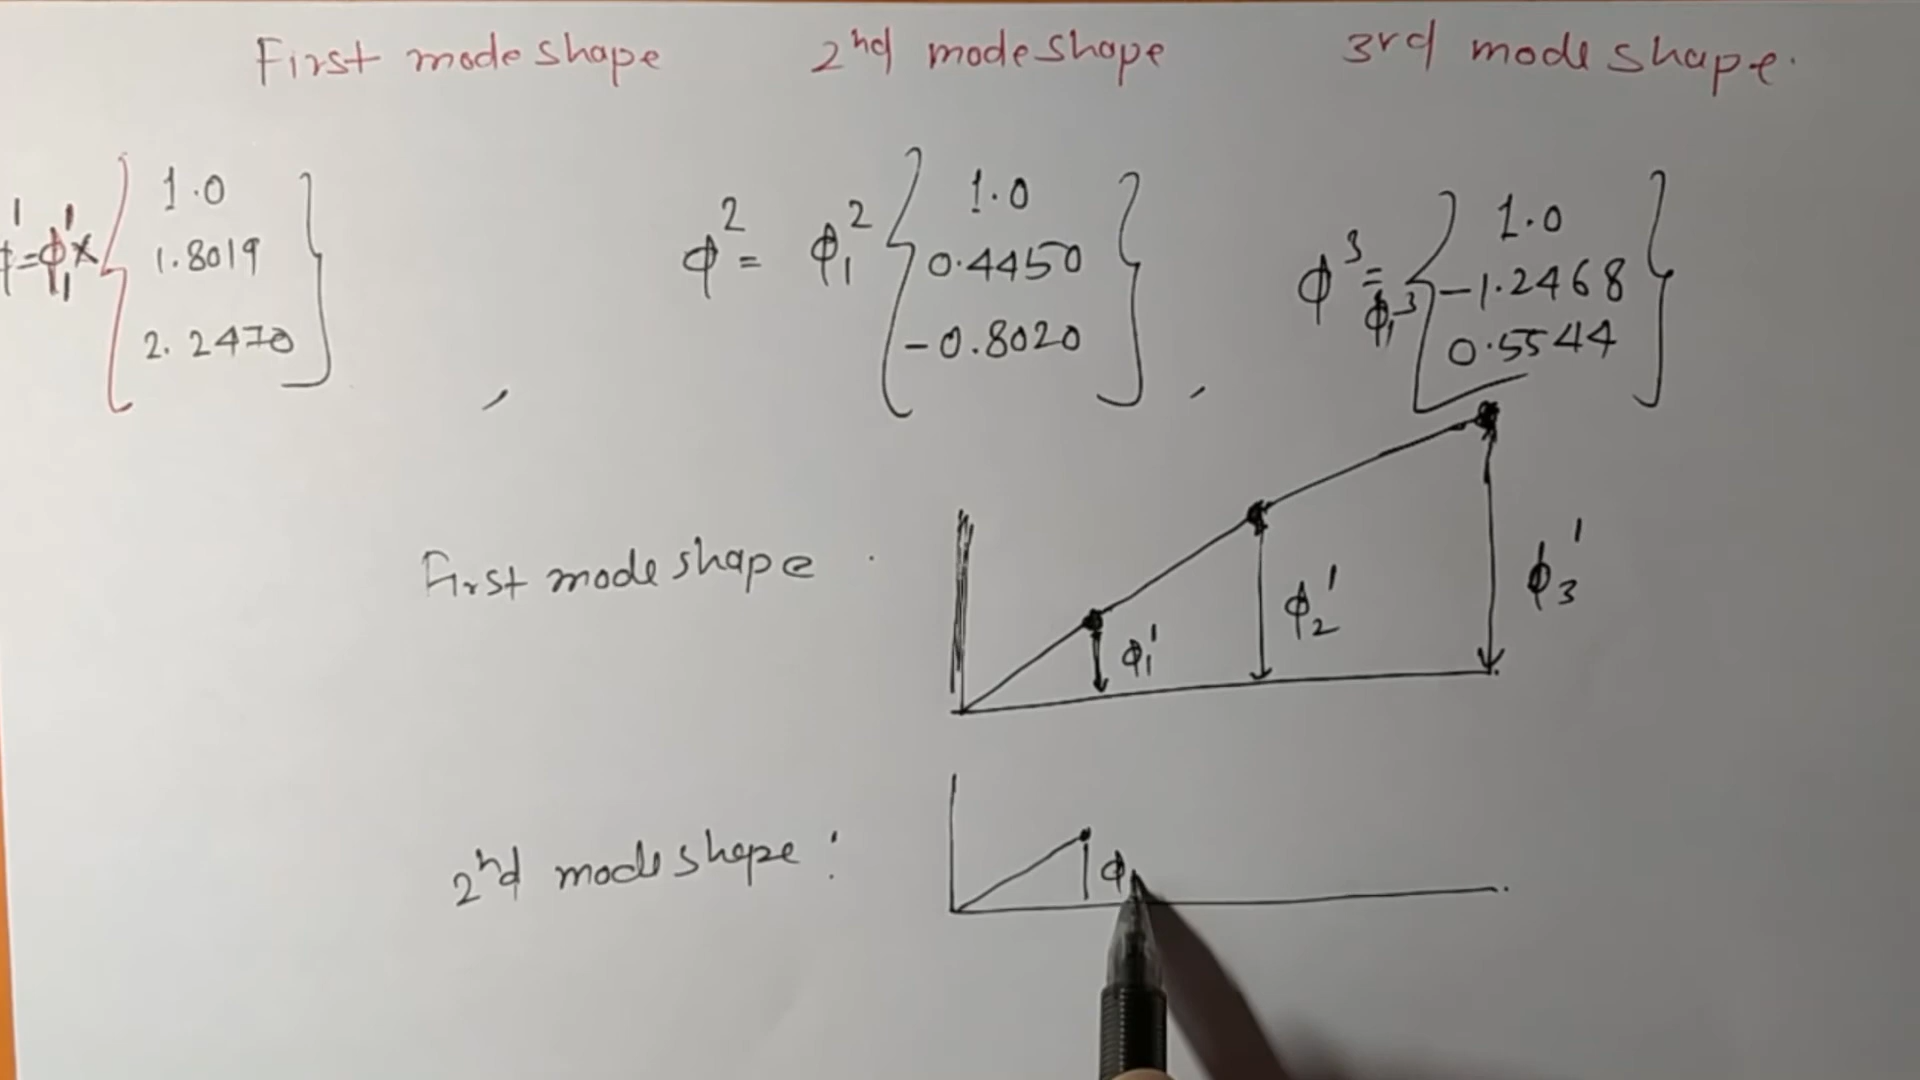 First mode shape 2nd mode shape 3rd mode shape.
ϕ¹=ϕ₁¹x { 1.0 1.8019 2.2470 } ,
ϕ² = ϕ₁² { 1.0 0.4450 -0.8020 } ,
ϕ³ = ϕ₁³ { 1.0 -1.2468 0.5544 }
First mode shape .
ϕ₁¹ ϕ₂¹ ϕ₃¹
2nd mode shape :
ϕ